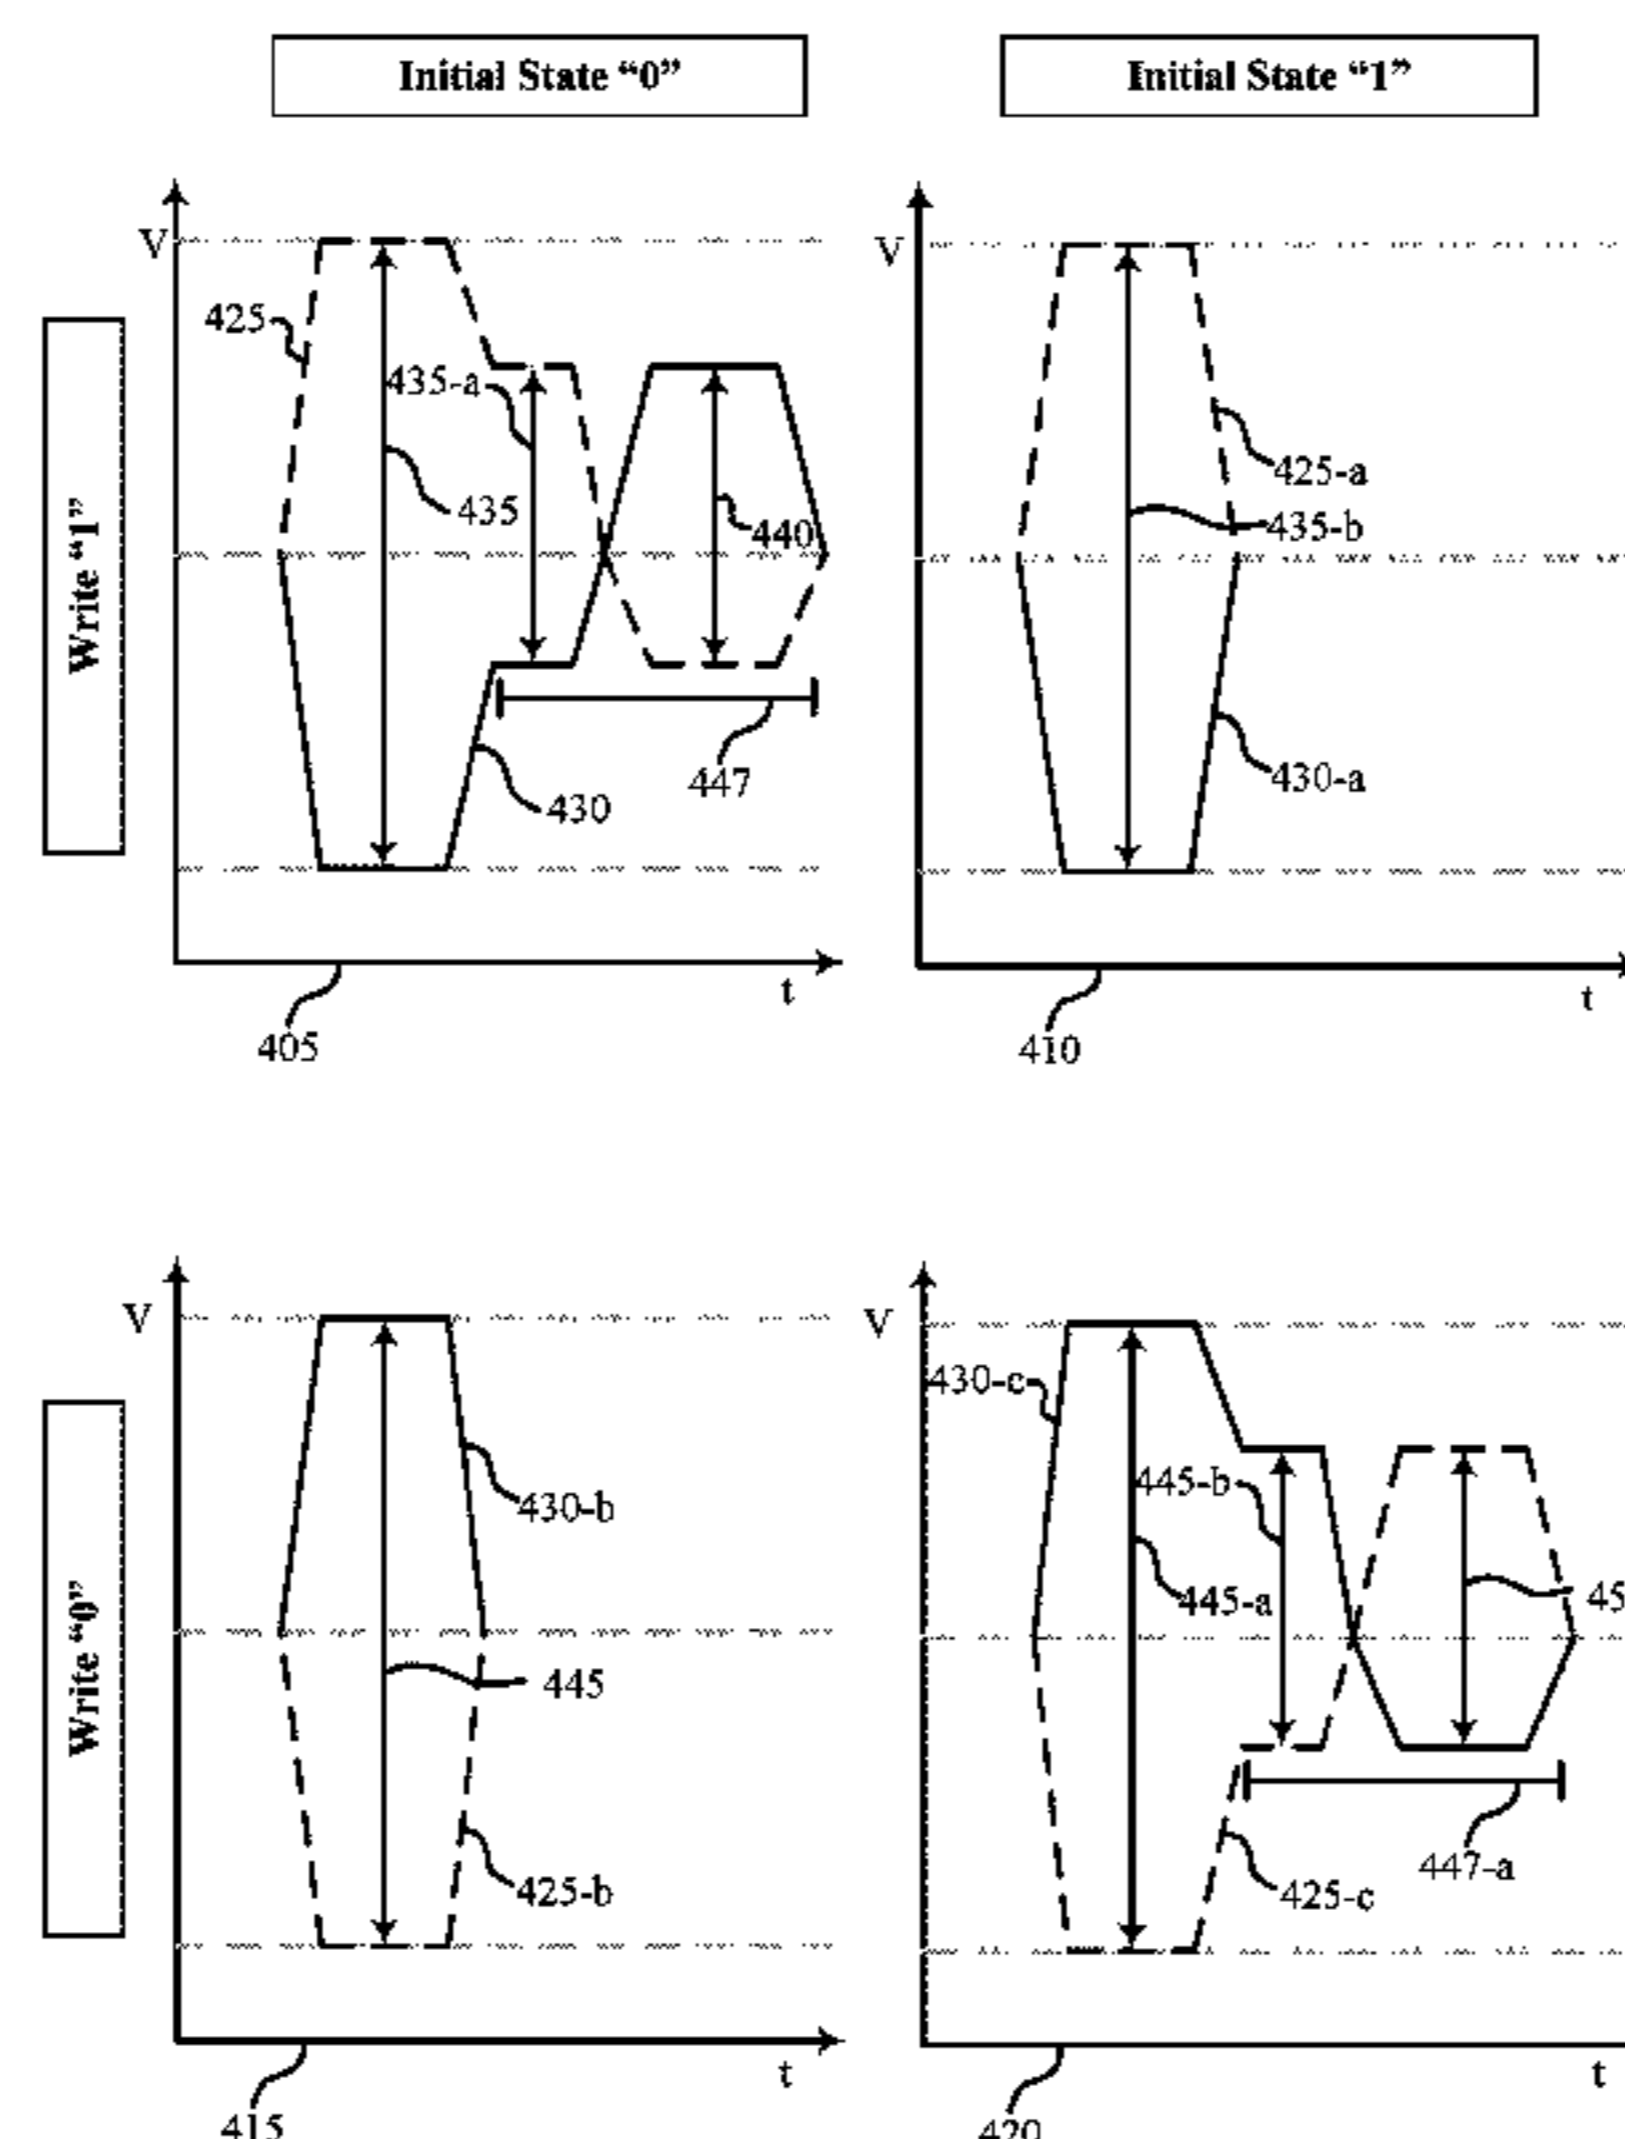 Initial State “0”
Initial State “1”
Write “1”
V
425
435-a
435
440
447
430
t
405
V
425-a
435-b
430-a
t
410
Write “0”
V
430-b
445
425-b
t
415
V
430-c
445-b
445-a
45
447-a
425-c
t
420